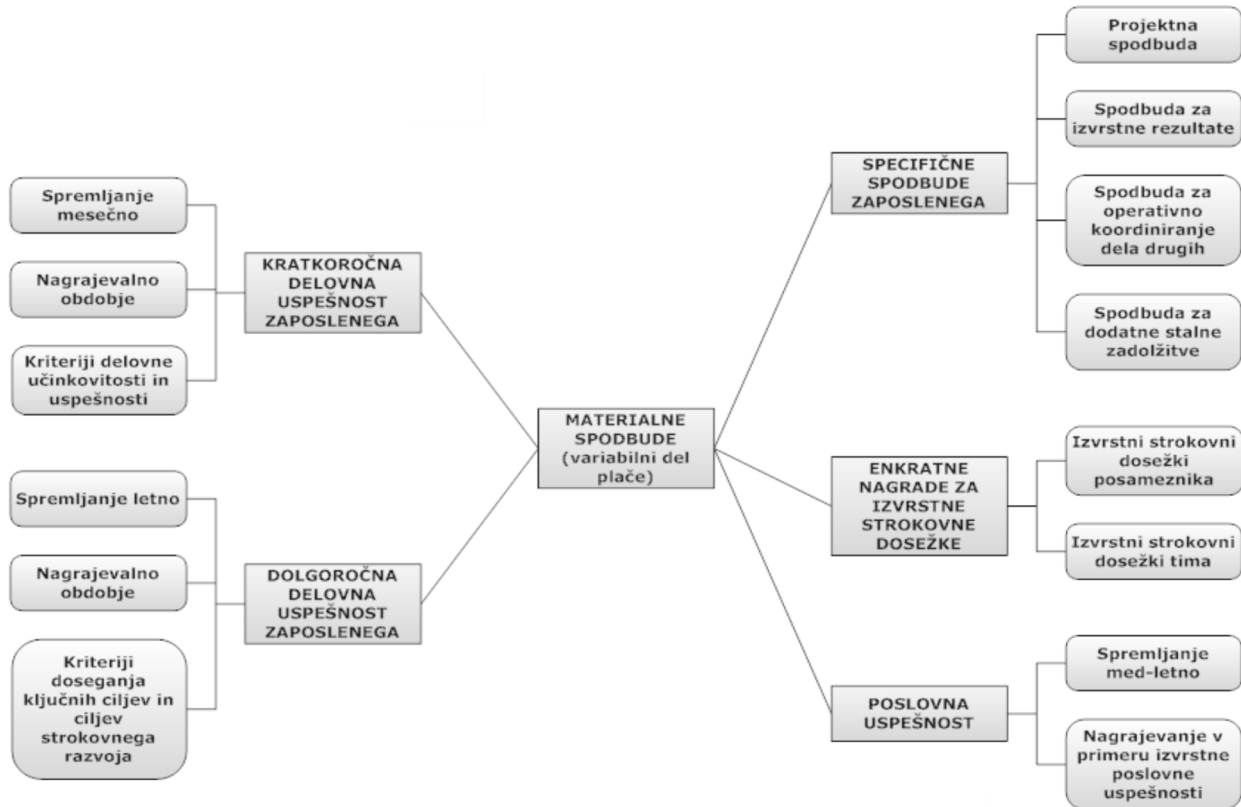 Projektna
spodbuda
Spodbuda za
izvrstne rezultate
SPECIFIČNE
SPODBUDE
ZAPOSLENEGA
Spodbuda za
operativno
koordiniranje
dela drugih
Spodbuda za
dodatne stalne
zadolžitve
Spremljanje
mesečno
Nagrajevalno
obdobje
Kriteriji delovne
učinkovitosti in
uspešnosti
KRATKOROČNA
DELOVNA
USPEŠNOST
ZAPOSLENEGA
MATERIALNE
SPODBUDE
(variabilni del
plače)
Spremljanje letno
Nagrajevalno
obdobje
Kriteriji
doseganja
ključnih ciljev in
ciljev
strokovnega
razvoja
DOLGOROČNA
DELOVNA
USPEŠNOST
ZAPOSLENEGA
ENKRATNE
NAGRADE ZA
IZVRSTNE
STROKOVNE
DOSEŽKE
Izvrstni strokovni
dosežki
posameznika
Izvrstni strokovni
dosežki tima
POSLOVNA
USPEŠNOST
Spremljanje
med-letno
Nagrajevanje v
primeru izvrstne
poslovne
uspešnosti